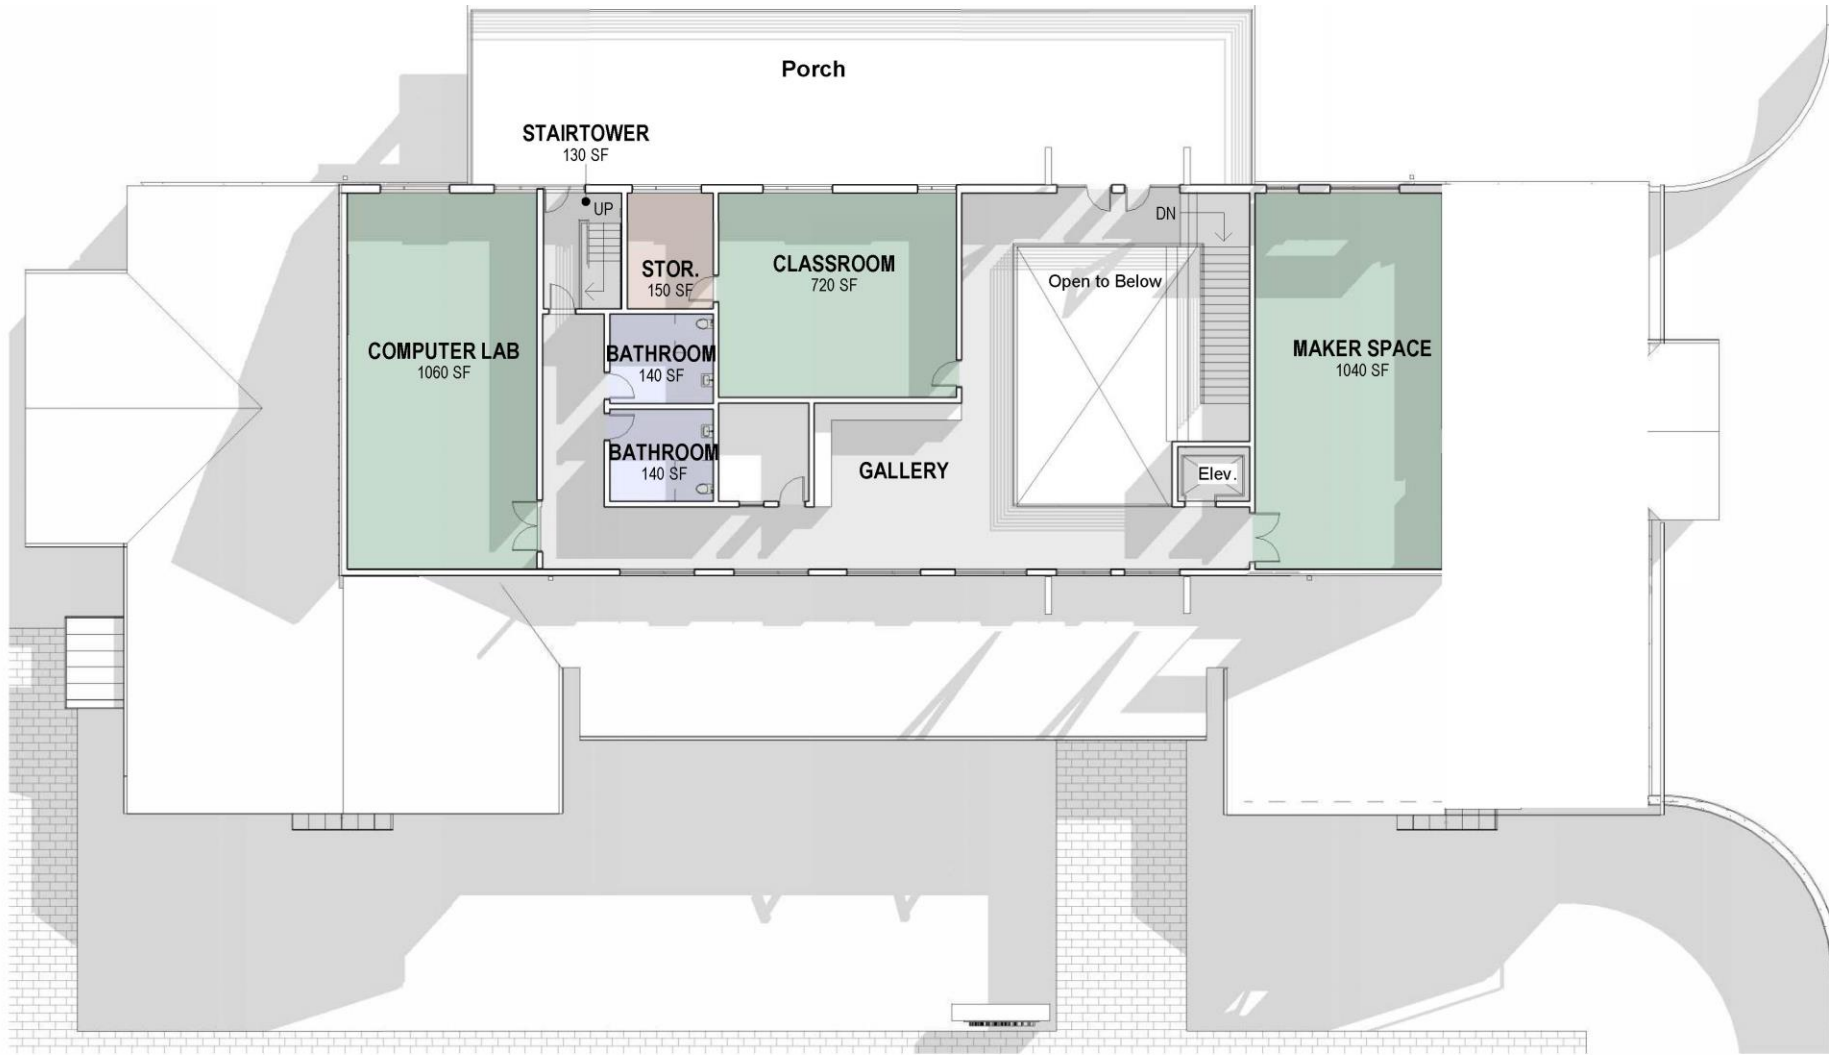 Porch
STAIRTOWER
130 SF
UP
DN
STOR.
150 SF
CLASSROOM
720 SF
Open to Below
COMPUTER LAB
1060 SF
BATHROOM
140 SF
MAKER SPACE
1040 SF
BATHROOM
140 SF
GALLERY
Elev.